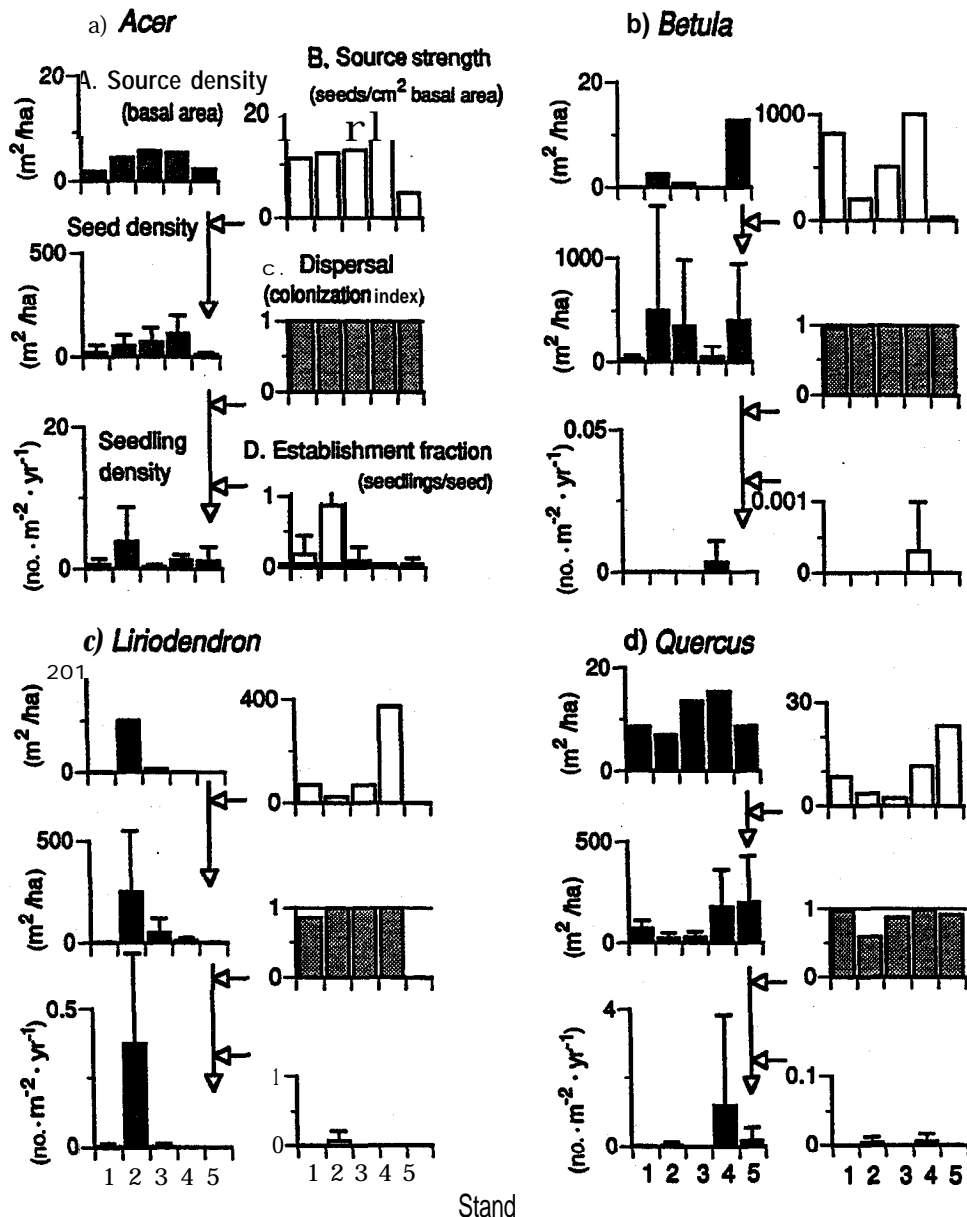 a) Acer
20
A. Source density
(basal area)
(m²/ha)
0
B. Source strength
(seeds/cm² basal area)
20
0
Seed density
500
(m²/ha)
0
c. Dispersal
(colonization index)
1
0
20
Seedling
density
(no.·m⁻²·yr⁻¹)
0
D. Establishment fraction
(seedlings/seed)
1
0
b) Betula
20
(m²/ha)
0
1000
0
1000
(m²/ha)
0
1
0
0.05
(no.·m⁻²·yr⁻¹)
0
0.001
0
c) Liriodendron
201
(m²/ha)
0
400
0
500
(m²/ha)
0
1
0
0.5
(no.·m⁻²·yr⁻¹)
0
1 2 3 4 5
1
0
1 2 3 4 5
d) Quercus
20
(m²/ha)
0
30
0
500
(m²/ha)
0
1
0
4
(no.·m⁻²·yr⁻¹)
0
1 2 3 4 5
0.1
0
1 2 3 4 5
Stand